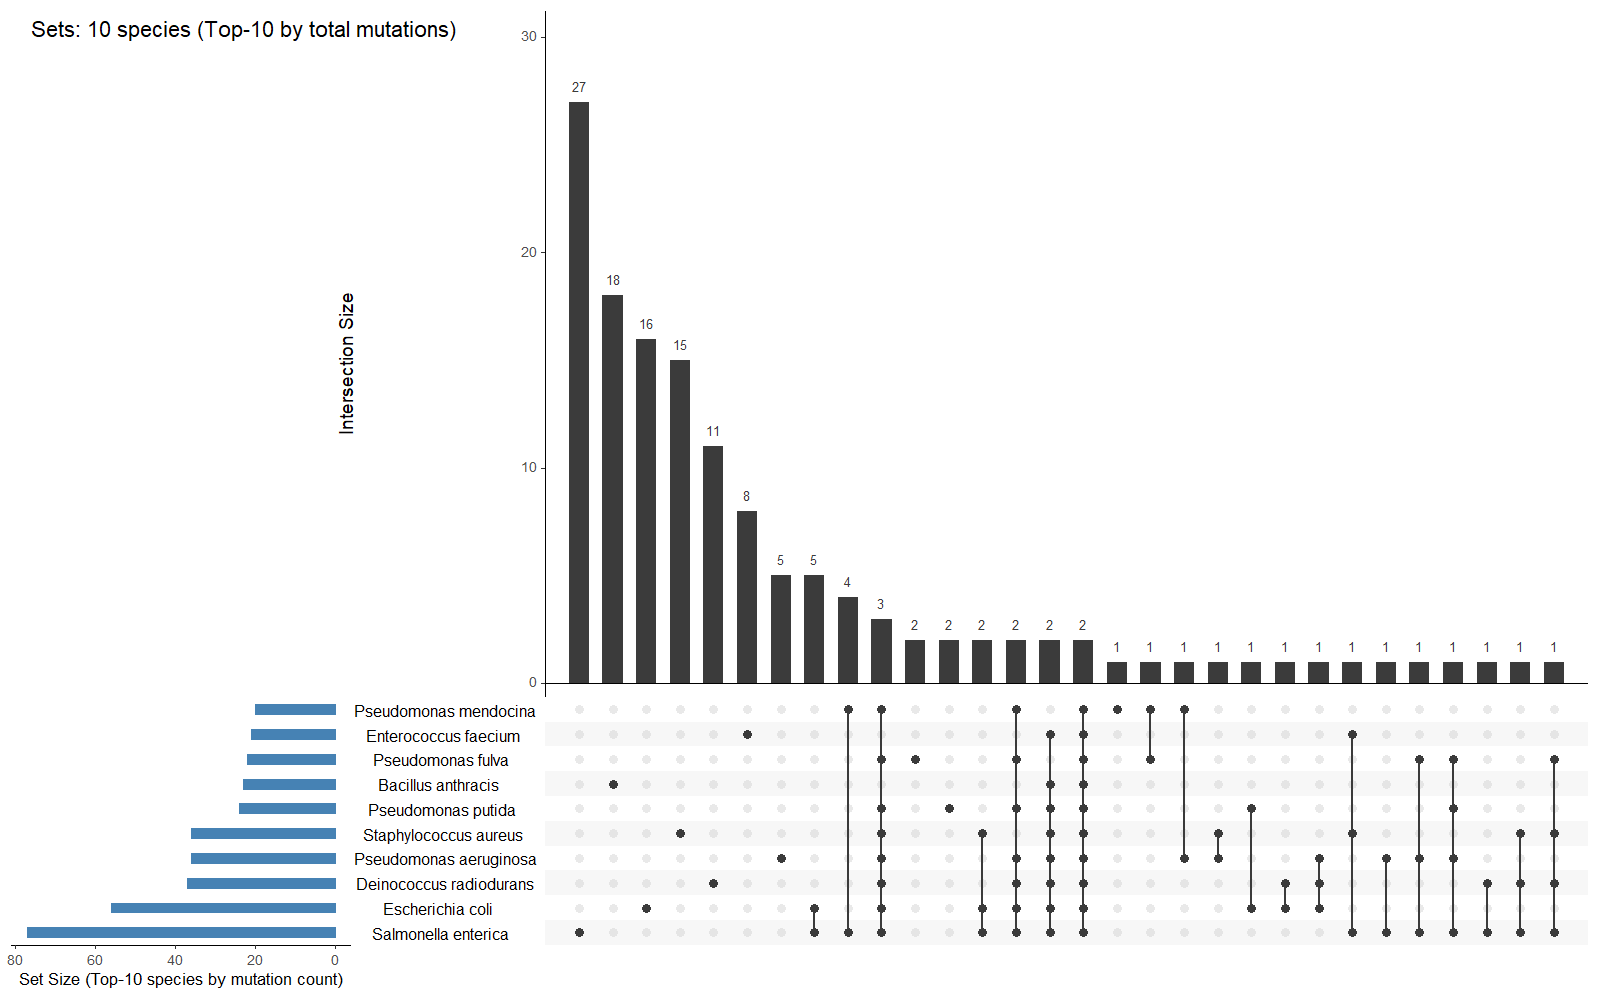 Sets: 10 species (Top-10 by total mutations)
30
20
10
0
Intersection Size
27
18
16
15
11
8
5
5
4
3
2
2
2
2
2
2
1
1
1
1
1
1
1
1
1
1
1
1
1
1
Pseudomonas mendocina
Enterococcus faecium
Pseudomonas fulva
Bacillus anthracis
Pseudomonas putida
Staphylococcus aureus
Pseudomonas aeruginosa
Deinococcus radiodurans
Escherichia coli
Salmonella enterica
80 60 40 20 0
Set Size (Top-10 species by mutation count)